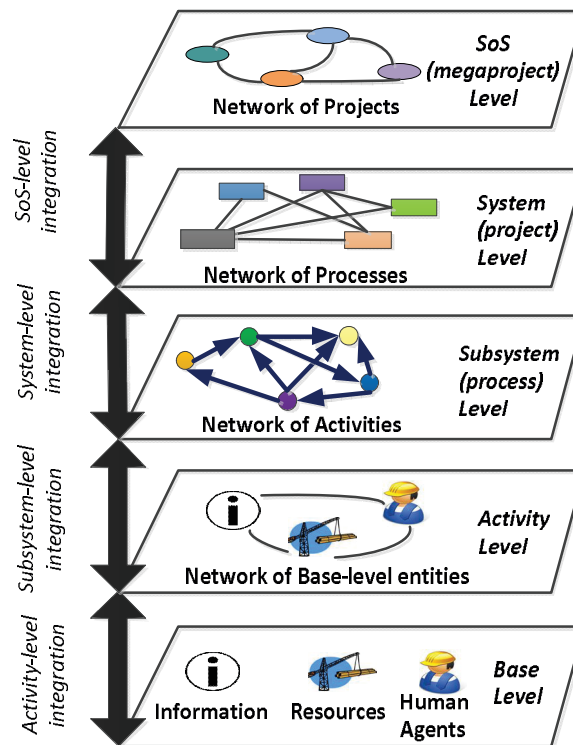 SoS
(megaproject)
Level
Network of Projects
SoS-level
integration
System
(project)
Level
Network of Processes
System-level
integration
Subsystem
(process)
Level
Network of Activities
Subsystem-level
integration
Activity
Level
Network of Base-level entities
Activity-level
integration
Base
Level
i
i
Information
Resources
Human
Agents